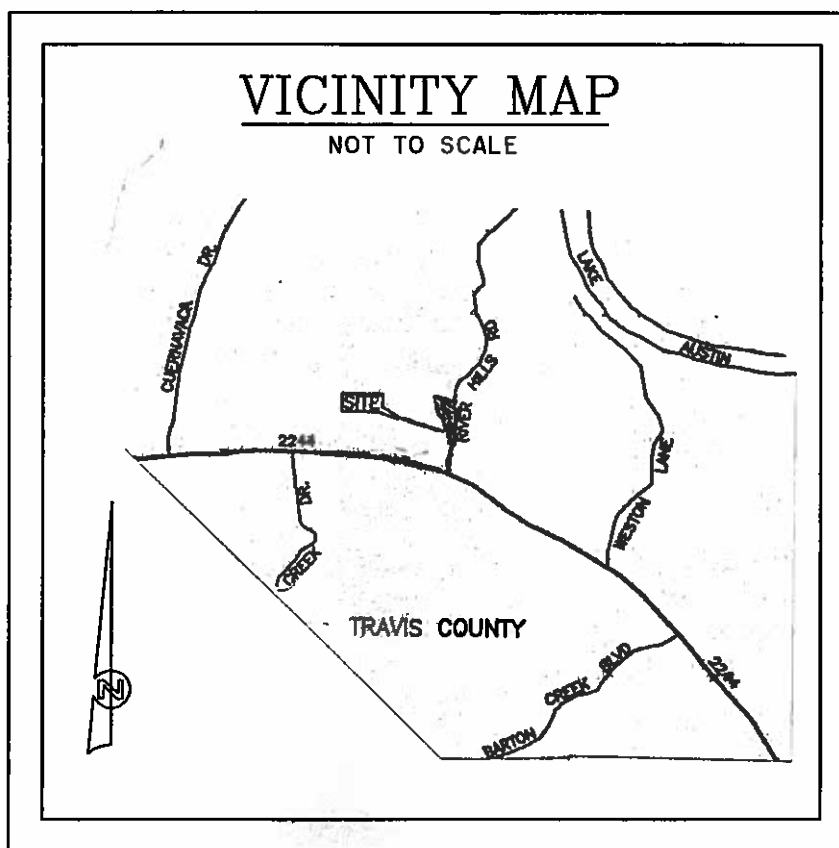 VICINITY MAP
NOT TO SCALE
CUERNAVACA DR.
LAKE AUSTIN
RIVER HILLS RD
SITE
2244
WESTON LANE
CREEK DR.
TRAVIS COUNTY
BARTON CREEK BLVD
2244
N